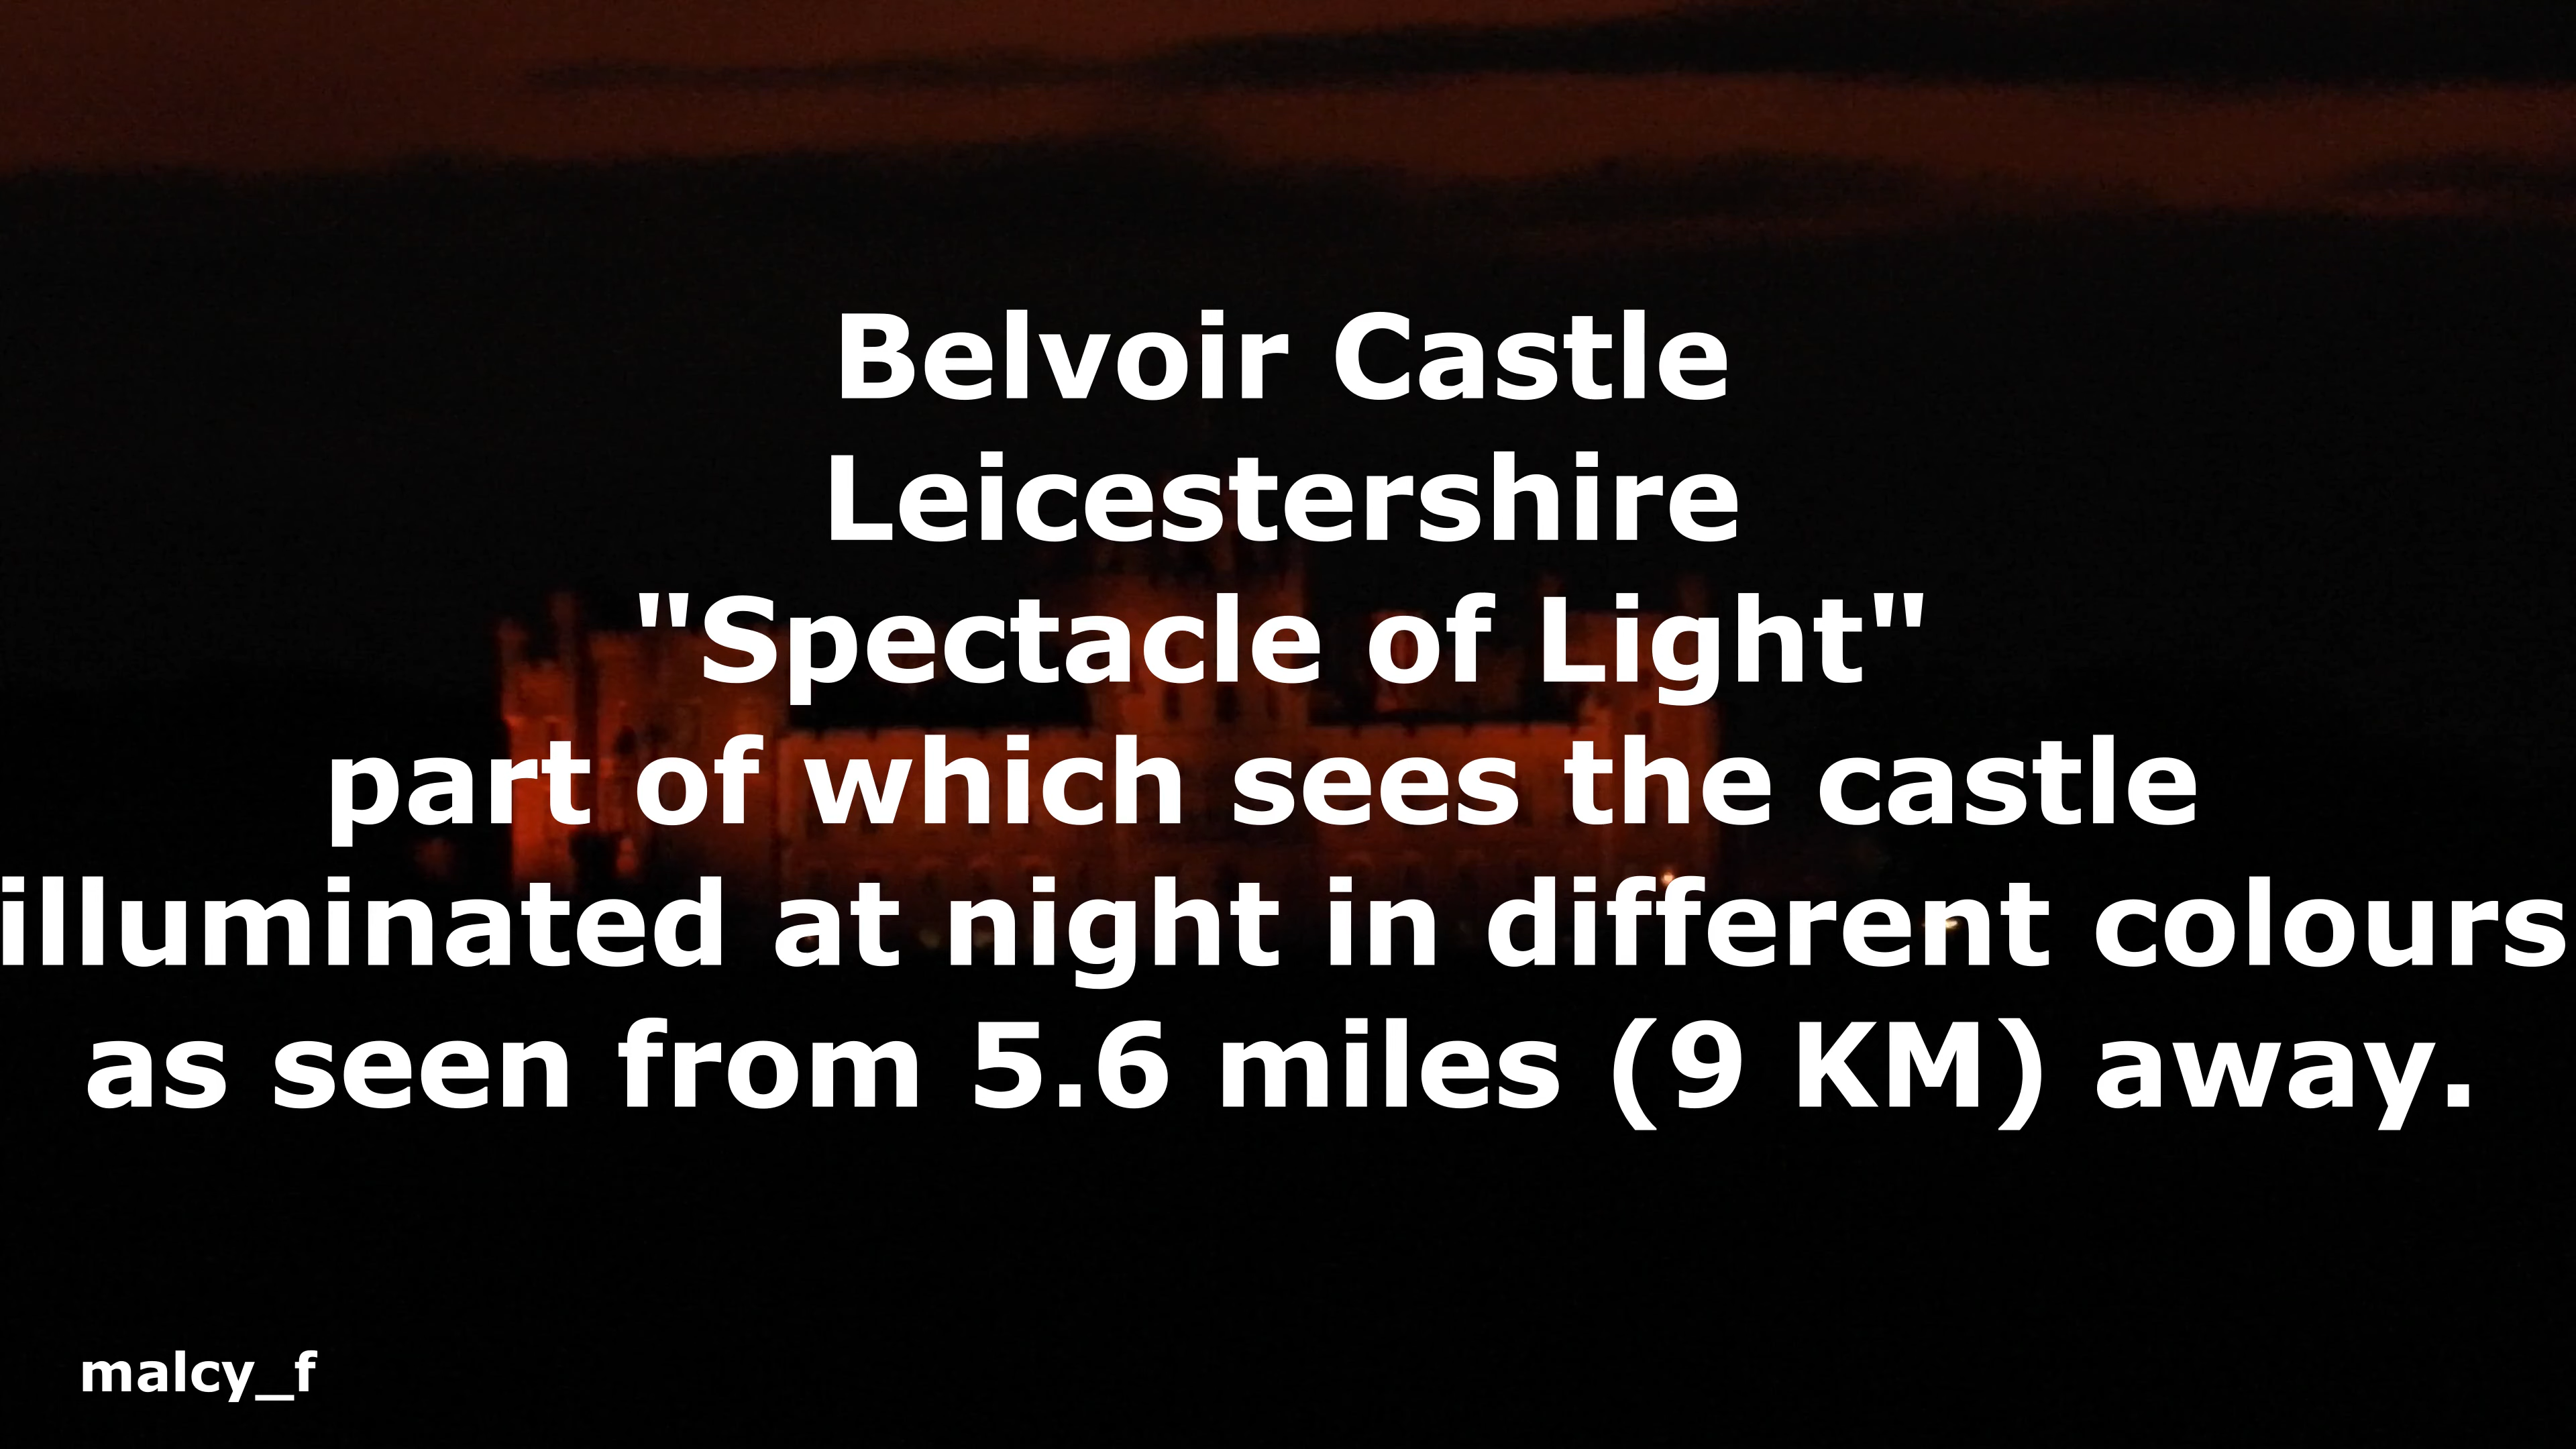 Belvoir Castle
Leicestershire
"Spectacle of Light"
part of which sees the castle
illuminated at night in different colours
as seen from 5.6 miles (9 KM) away.
malcy_f